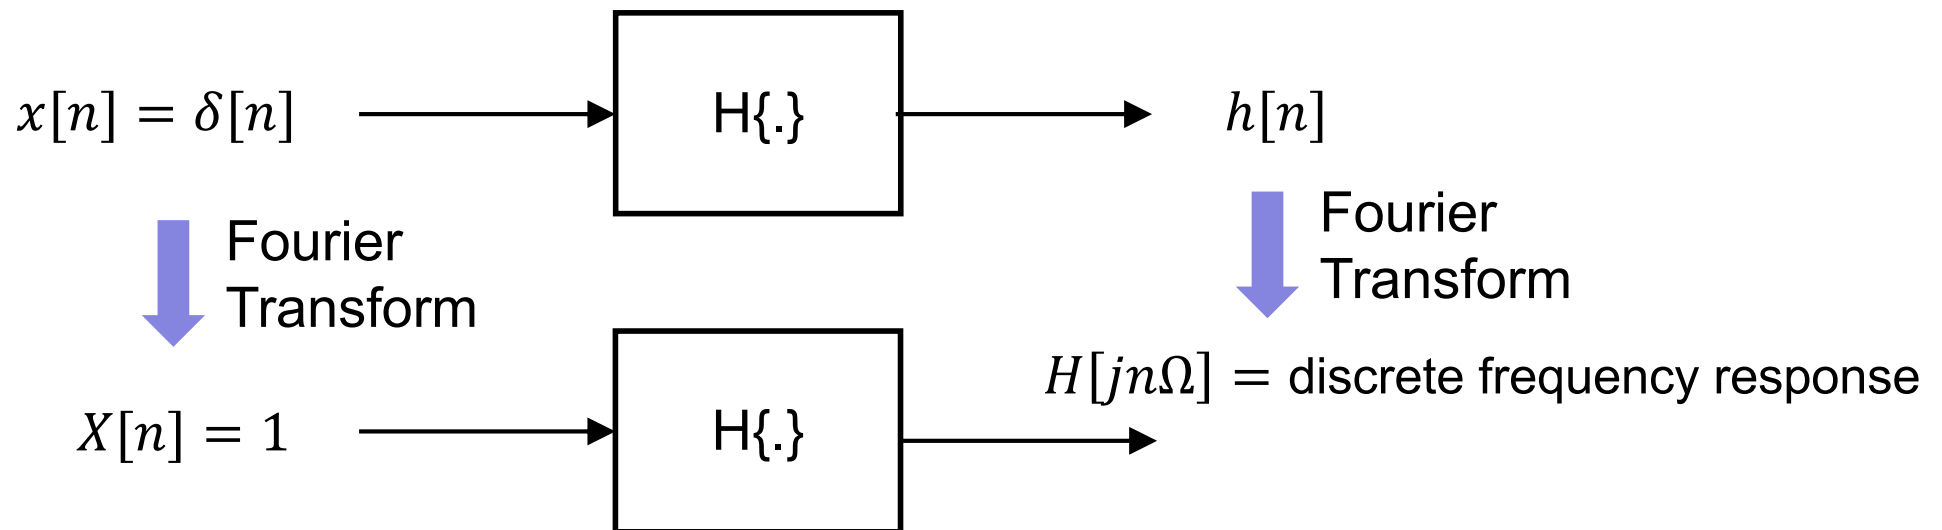 x[n] = δ[n]
H{.}
h[n]
Fourier
Transform
Fourier
Transform
X[n] = 1
H{.}
H[jnΩ] = discrete frequency response